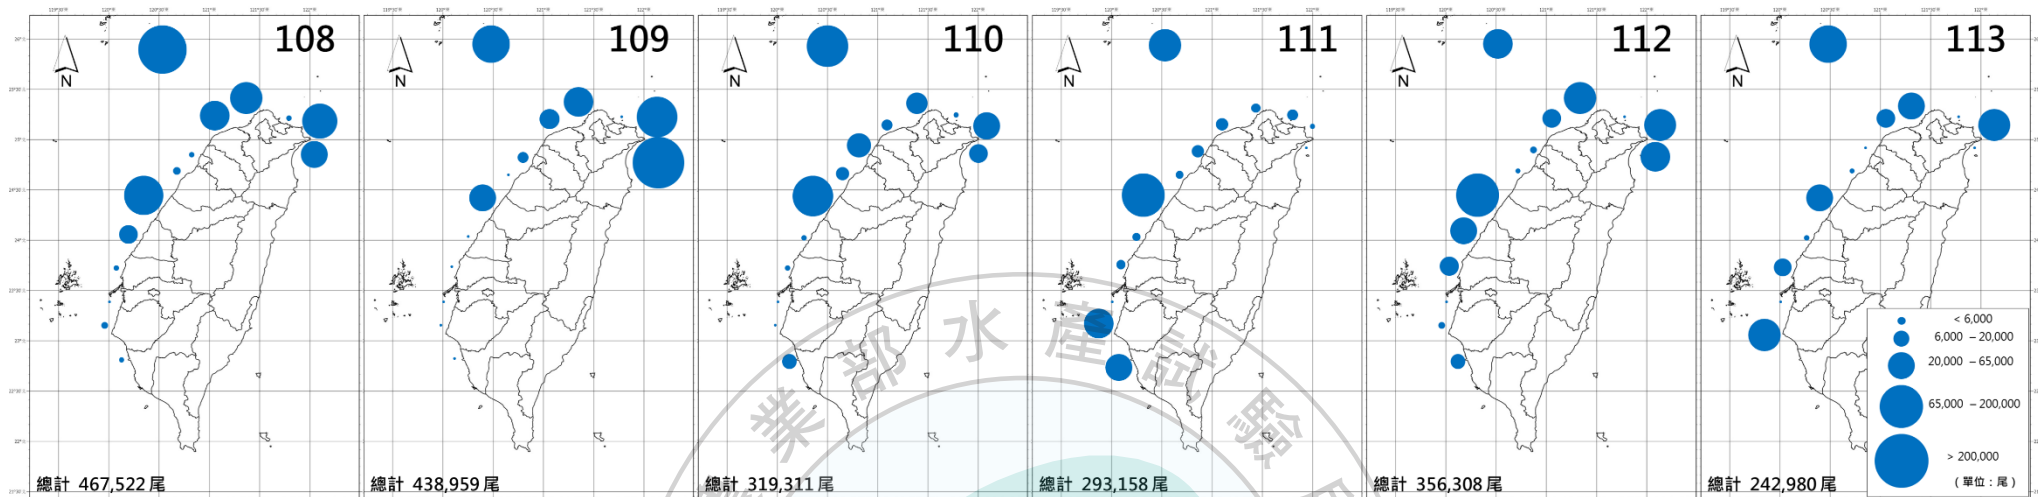 108
N
總計 467,522 尾
109
N
總計 438,959 尾
110
N
總計 319,311 尾
111
N
總計 293,158 尾
112
N
總計 356,308 尾
113
N
總計 242,980 尾
< 6,000
6,000 – 20,000
20,000 – 65,000
65,000 – 200,000
> 200,000
(單位：尾)
業部水產試驗